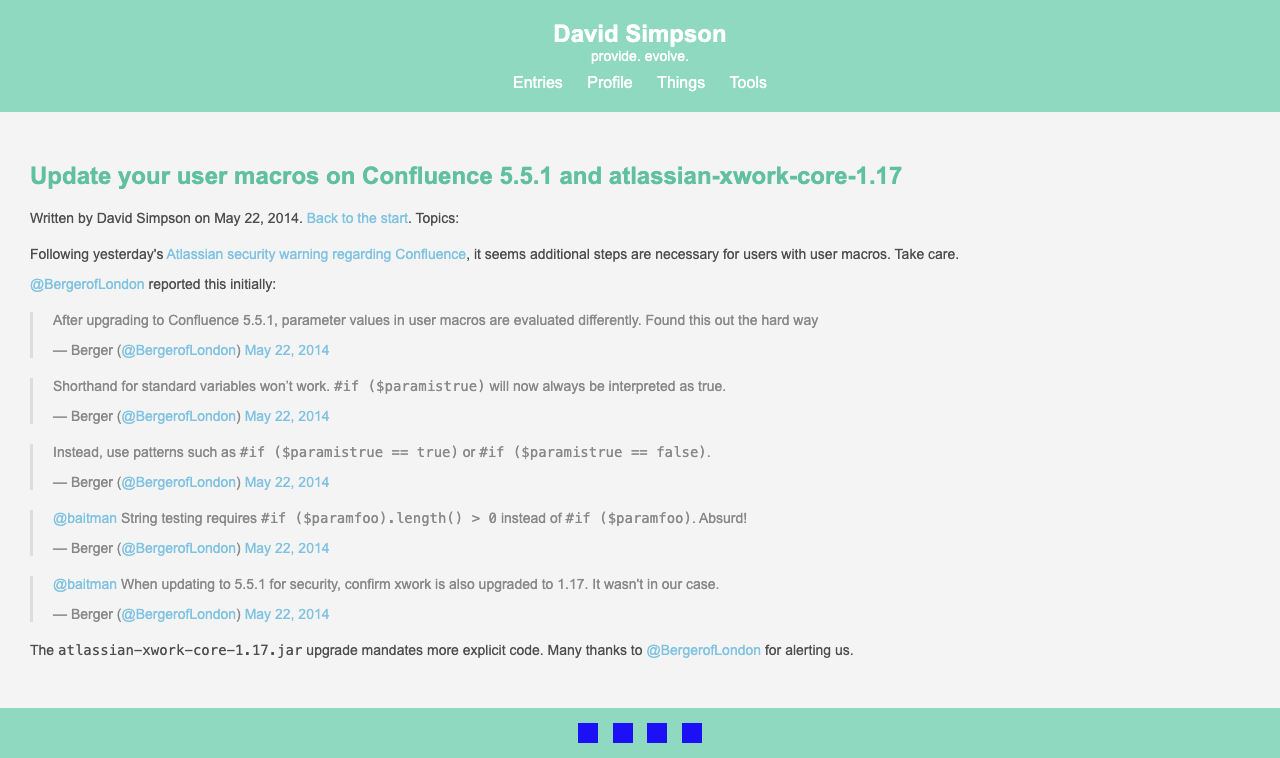 David Simpson
provide. evolve.
Entries Profile Things Tools
Update your user macros on Confluence 5.5.1 and atlassian-xwork-core-1.17
Written by David Simpson on May 22, 2014. Back to the start. Topics:
Following yesterday's Atlassian security warning regarding Confluence, it seems additional steps are necessary for users with user macros. Take care.
@BergerofLondon reported this initially:
After upgrading to Confluence 5.5.1, parameter values in user macros are evaluated differently. Found this out the hard way
— Berger (@BergerofLondon) May 22, 2014
Shorthand for standard variables won’t work. #if ($paramistrue) will now always be interpreted as true.
— Berger (@BergerofLondon) May 22, 2014
Instead, use patterns such as #if ($paramistrue == true) or #if ($paramistrue == false).
— Berger (@BergerofLondon) May 22, 2014
@baitman String testing requires #if ($paramfoo).length() > 0 instead of #if ($paramfoo). Absurd!
— Berger (@BergerofLondon) May 22, 2014
@baitman When updating to 5.5.1 for security, confirm xwork is also upgraded to 1.17. It wasn't in our case.
— Berger (@BergerofLondon) May 22, 2014
The atlassian-xwork-core-1.17.jar upgrade mandates more explicit code. Many thanks to @BergerofLondon for alerting us.